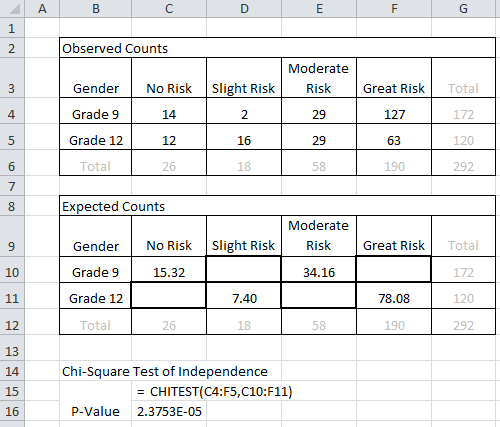 A B C D E F G
1
2 Observed Counts
Moderate
3 Gender No Risk Slight Risk Risk Great Risk Total
4 Grade 9 14 2 29 127 172
5 Grade 12 12 16 29 63 120
6 Total 26 18 58 190 292
7
8 Expected Counts
Moderate
9 Gender No Risk Slight Risk Risk Great Risk Total
10 Grade 9 15.32 34.16 172
11 Grade 12 7.40 78.08 120
12 Total 26 18 58 190 292
13
14 Chi-Square Test of Independence
15 = CHITEST(C4:F5,C10:F11)
16 P-Value 2.3753E-05